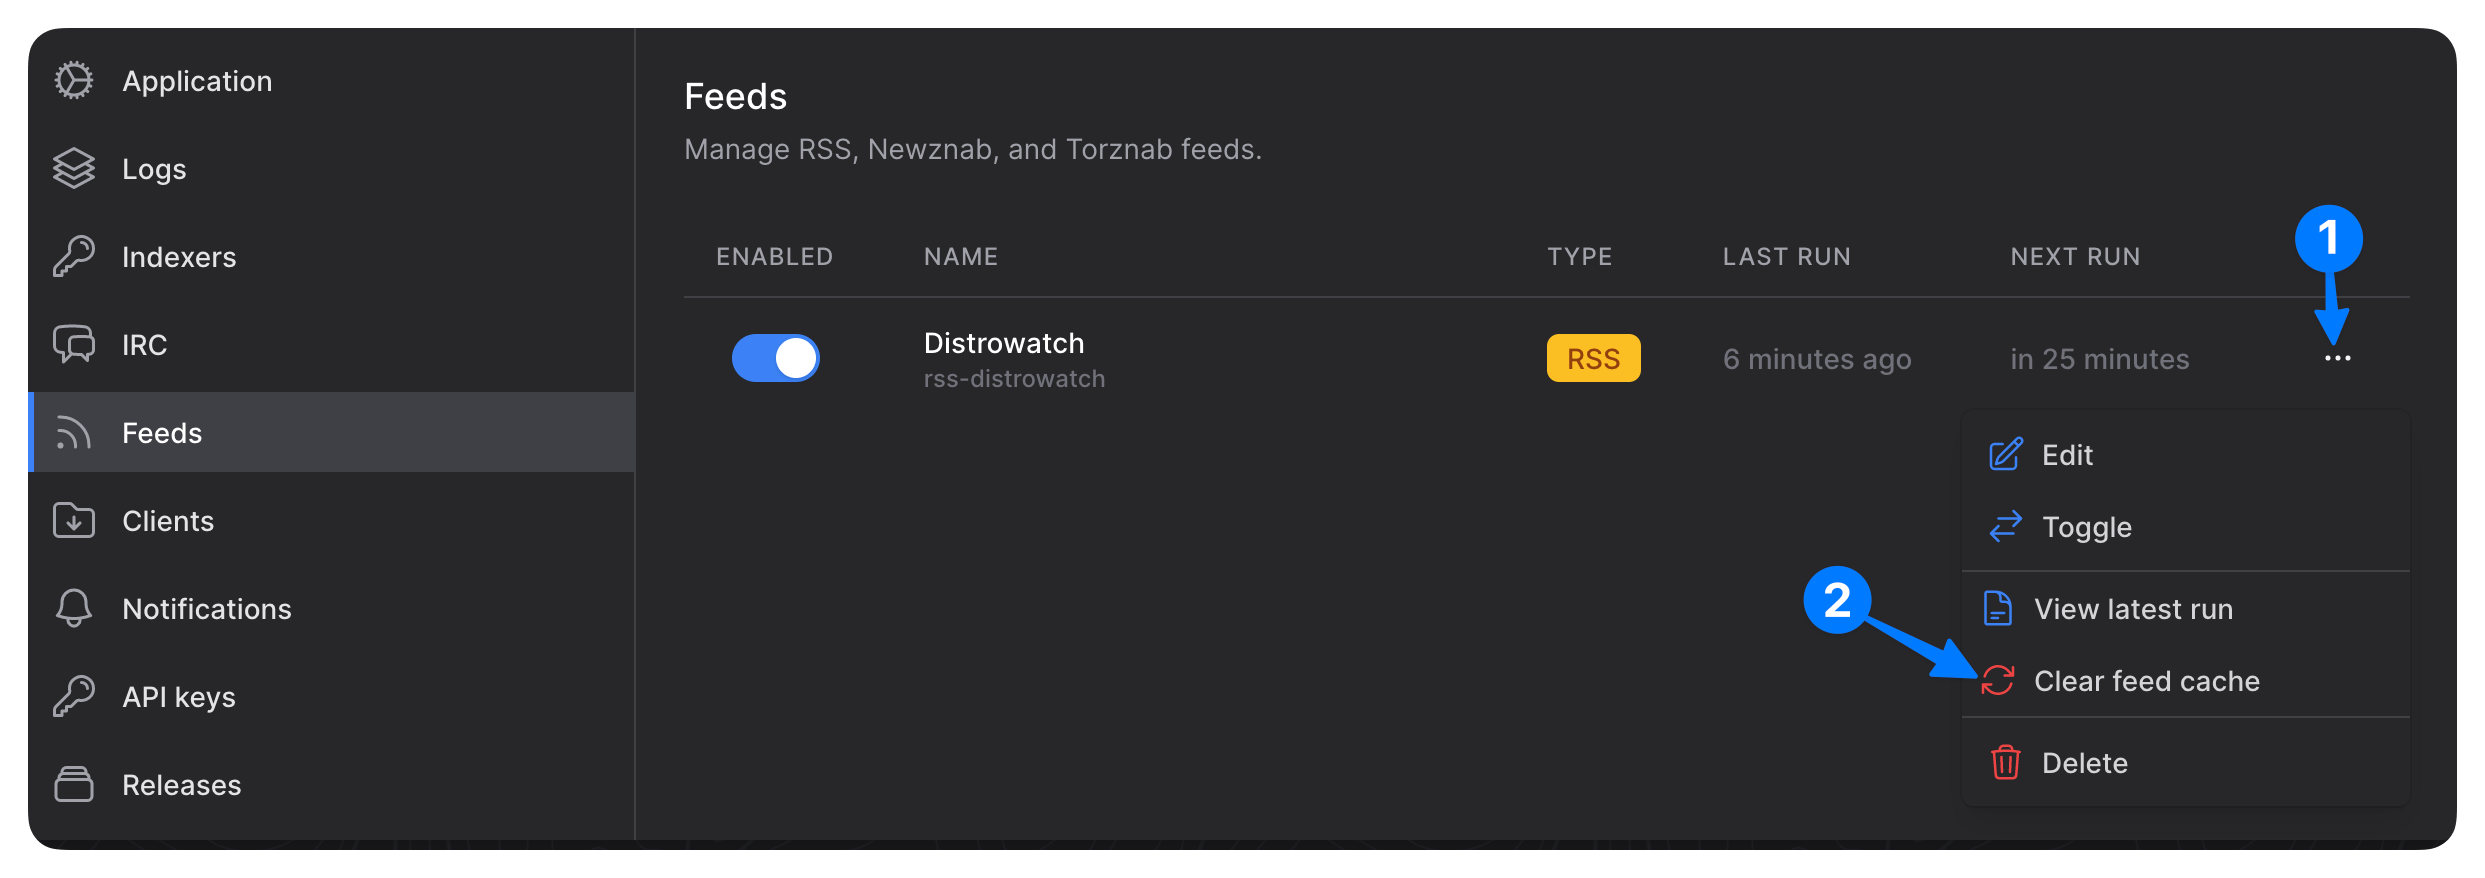 Application
Logs
Indexers
IRC
Feeds
Clients
Notifications
API keys
Releases
Feeds
Manage RSS, Newznab, and Torznab feeds.
ENABLED NAME TYPE LAST RUN NEXT RUN 1
Distrowatch
rss-distrowatch
RSS 6 minutes ago in 25 minutes ...
Edit
Toggle
2
View latest run
Clear feed cache
Delete